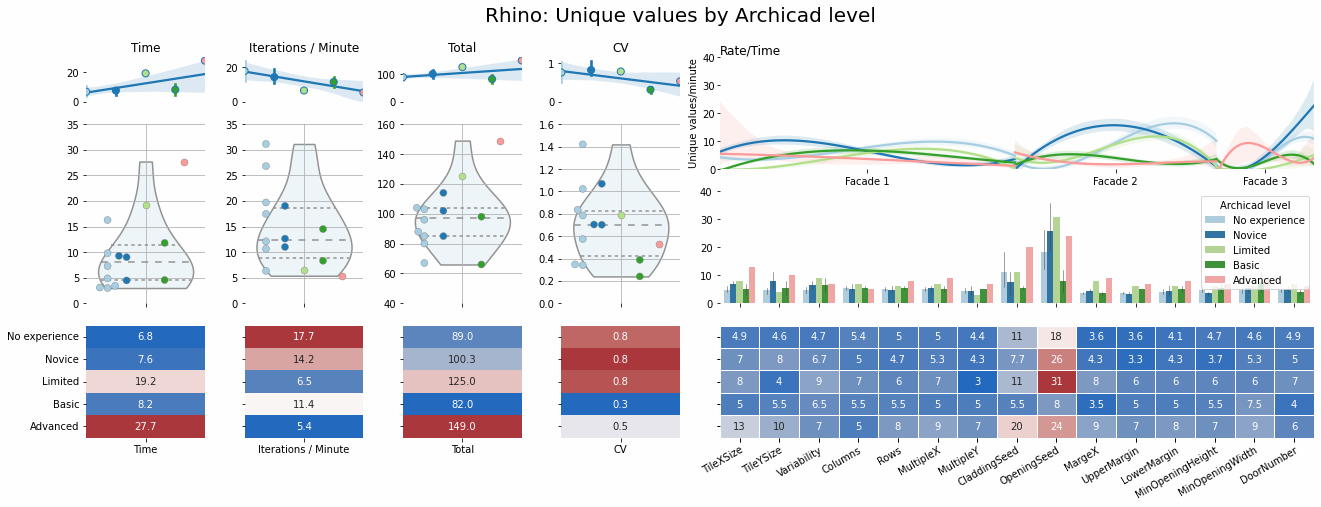 Rhino: Unique values by Archicad level
Time
Iterations / Minute
Total
CV
Rate/Time
20
0
20
0
100
0
1
0
40
30
20
10
0
Unique values/minute
Facade 1
Facade 2
Facade 3
35
30
25
20
15
10
5
0
35
30
25
20
15
10
5
0
160
140
120
100
80
60
40
1.6
1.4
1.2
1.0
0.8
0.6
0.4
0.2
0.0
40
30
20
10
0
Archicad level
No experience
Novice
Limited
Basic
Advanced
No experience 6.8 17.7 89.0 0.8 4.9 4.6 4.7 5.4 5 5 4.4 11 18 3.6 3.6 4.1 4.7 4.6 4.9
Novice 7.6 14.2 100.3 0.8 7 8 6.7 5 4.7 5.3 4.3 7.7 26 4.3 3.3 4.3 3.7 5.3 5
Limited 19.2 6.5 125.0 0.8 8 4 9 7 6 7 3 11 31 8 6 6 6 6 7
Basic 8.2 11.4 82.0 0.3 5 5.5 6.5 5.5 5.5 5.5 5 5.5 8 3.5 5 5 5.5 7.5 4
Advanced 27.7 5.4 149.0 0.5 13 10 7 5 8 9 7 20 24 9 7 8 7 9 6
Time
Iterations / Minute
Total
CV
TileXSize
TileYSize
Variability
Columns
Rows
MultipleX
MultipleY
CladdingSeed
OpeningSeed
MargeX
UpperMargin
LowerMargin
MinOpeningHeight
MinOpeningWidth
DoorNumber